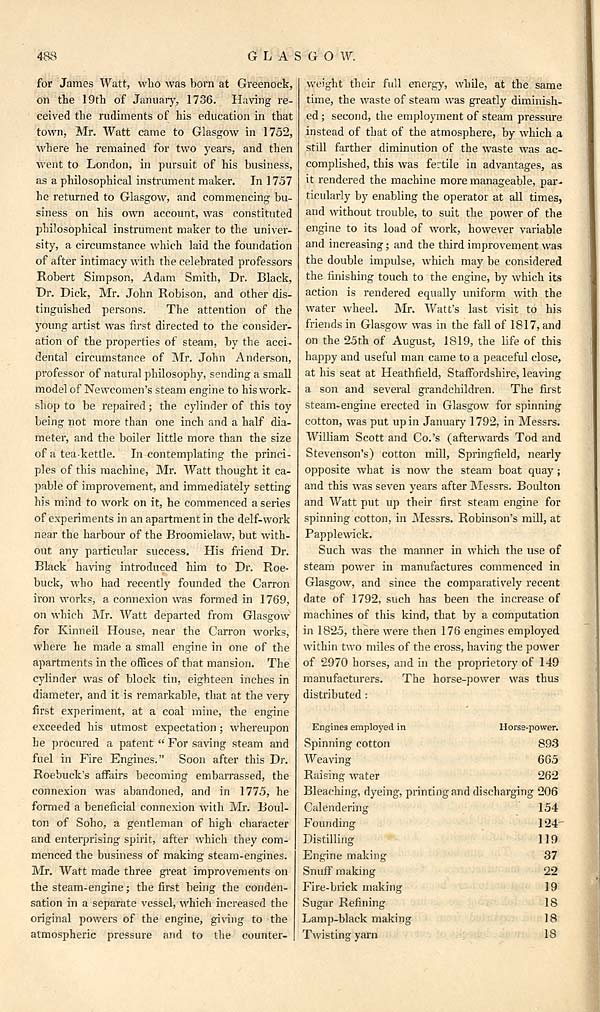 488
GLASGOW.
for James Watt, who was born at Greenock,
on the 19th of January, 1736. Having re-
ceived the rudiments of his education in that
town, Mr. Watt came to Glasgow in 1752,
where he remained for two years, and then
went to London, in pursuit of his business,
as a philosophical instrument maker. In 1757
he returned to Glasgow, and commencing bu-
siness on his own account, was constituted
philosophical instrument maker to the univer-
sity, a circumstance which laid the foundation
of after intimacy with the celebrated professors
Robert Simpson, Adam Smith, Dr. Black,
Dr. Dick, Mr. John Robison, and other dis-
tinguished persons. The attention of the
young artist was first directed to the consider-
ation of the properties of steam, by the acci-
dental circumstance of Mr. John Anderson,
professor of natural philosophy, sending a small
model of Newcomen's steam engine to his work-
shop to be repaired; the cylinder of this toy
being not more than one inch and a half dia-
meter, and the boiler little more than the size
of a tea-kettle. In contemplating the princi-
ples of this machine, Mr. Watt thought it ca-
pable of improvement, and immediately setting
his mind to work on it, he commenced a series
of experiments in an apartment in the delf-work
near the harbour of the Broomielaw, but with-
out any particular success. His friend Dr.
Black having introduced him to Dr. Roe-
buck, who had recently founded the Carron
iron works, a connexion was formed in 1769,
on which Mr. Watt departed from Glasgow
for Kinneil House, near the Carron works,
where he made a small engine in one of the
apartments in the offices of that mansion. The
cylinder was of block tin, eighteen inches in
diameter, and it is remarkable, that at the very
first experiment, at a coal mine, the engine
exceeded his utmost expectation; whereupon
he procured a patent "For saving steam and
fuel in Fire Engines." Soon after this Dr.
Roebuck's affairs becoming embarrassed, the
connexion was abandoned, and in 1775, he
formed a beneficial connexion with Mr. Boul-
ton of Soho, a gentleman of high character
and enterprising spirit, after which they com-
menced the business of making steam-engines.
Mr. Watt made three great improvements on
the steam-engine; the first being the conden-
sation in a separate vessel, which increased the
original powers of the engine, giving to the
atmospheric pressure and to the counter-
weight their full energy, while, at the same
time, the waste of steam was greatly diminish-
ed; second, the employment of steam pressure
instead of that of the atmosphere, by which a
still farther diminution of the waste was ac-
complished, this was fertile in advantages, as
it rendered the machine more manageable, par-
ticularly by enabling the operator at all times,
and without trouble, to suit the power of the
engine to its load of work, however variable
and increasing; and the third improvement was
the double impulse, which may be considered
the finishing touch to the engine, by which its
action is rendered equally uniform with the
water wheel. Mr. Watt's last visit to his
friends in Glasgow was in the fall of 1817, and
on the 25th of August, 1819, the life of this
happy and useful man came to a peaceful close,
at his seat at Heathfield, Staffordshire, leaving
a son and several grandchildren. The first
steam-engine erected in Glasgow for spinning
cotton, was put up in January 1792, in Messrs.
William Scott and Co.'s (afterwards Tod and
Stevenson's) cotton mill, Springfield, nearly
opposite what is now the steam boat quay;
and this was seven years after Messrs. Boulton
and Watt put up their first steam engine for
spinning cotton, in Messrs. Robinson's mill, at
Papplewick.
Such was the manner in which the use of
steam power in manufactures commenced in
Glasgow, and since the comparatively recent
date of 1792, such has been the increase of
machines of this kind, that by a computation
in 1825, there were then 176 engines employed
within two miles of the cross, having the power
of 2970 horses, and in the proprietory of 149
manufacturers. The horse-power was thus
distributed:
Engines employed in Horse-power.
Spinning cotton 893
Weaving 665
Raising water 262
Bleaching, dyeing, printing and discharging 206
Calendering 154
Founding 124
Distilling 119
Engine making 37
Snuff making 22
Fire-brick making 19
Sugar Refining 18
Lamp-black making 18
Twisting yarn 18